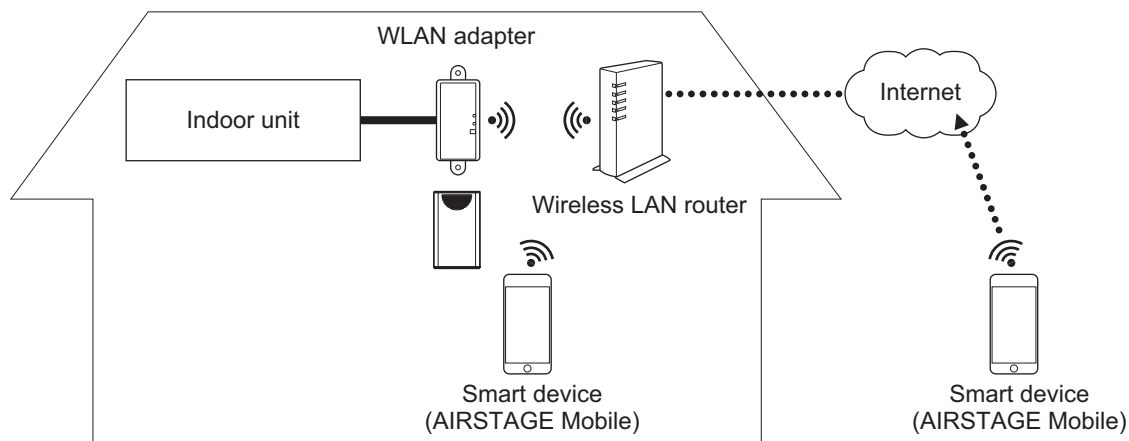 WLAN adapter
Internet
Indoor unit
Wireless LAN router
Smart device
(AIRSTAGE Mobile)
Smart device
(AIRSTAGE Mobile)